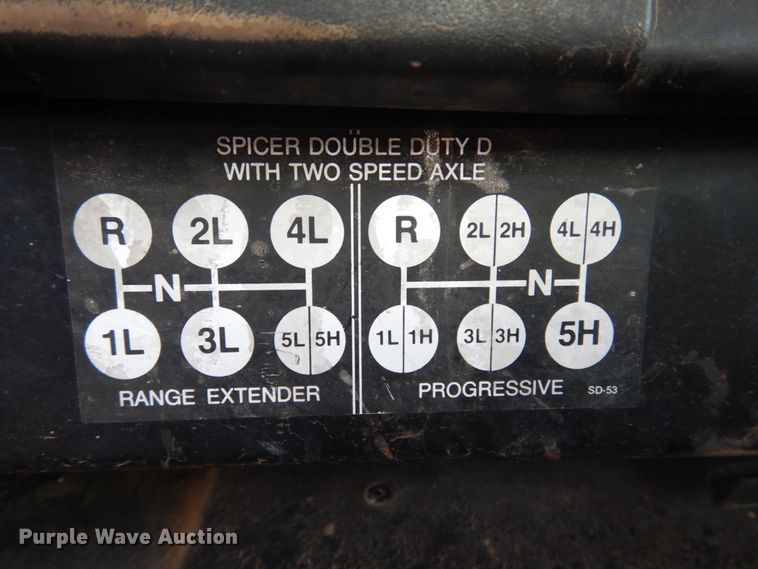 SPICER DOUBLE DUTY D
WITH TWO SPEED AXLE
R 2L 4L
N
1L 3L 5L 5H
RANGE EXTENDER
R 2L 2H 4L 4H
N
1L 1H 3L 3H 5H
PROGRESSIVE SD-53
Purple Wave Auction